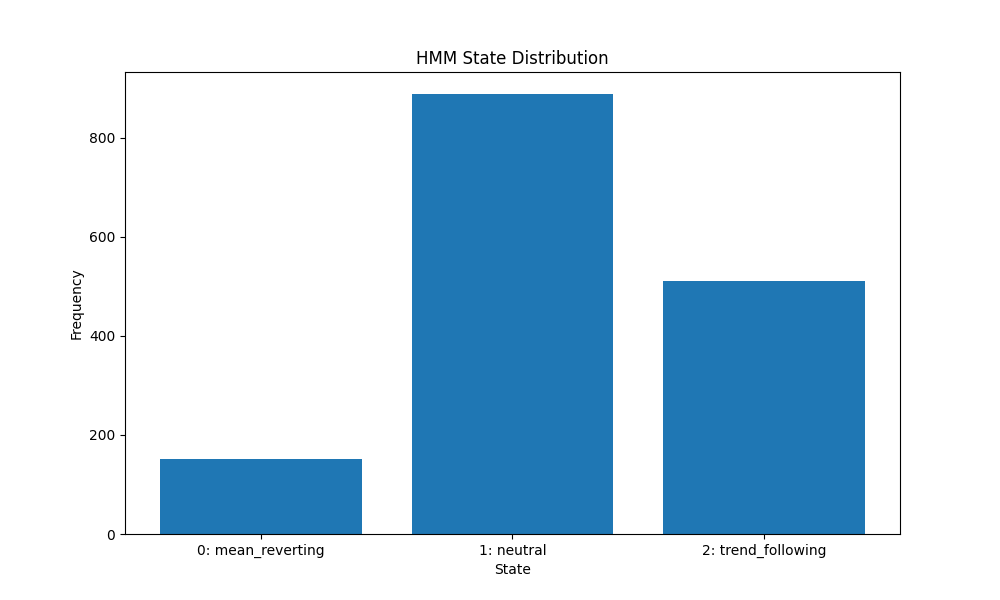 HMM State Distribution
Frequency
800
600
400
200
0
0: mean_reverting
1: neutral
2: trend_following
State